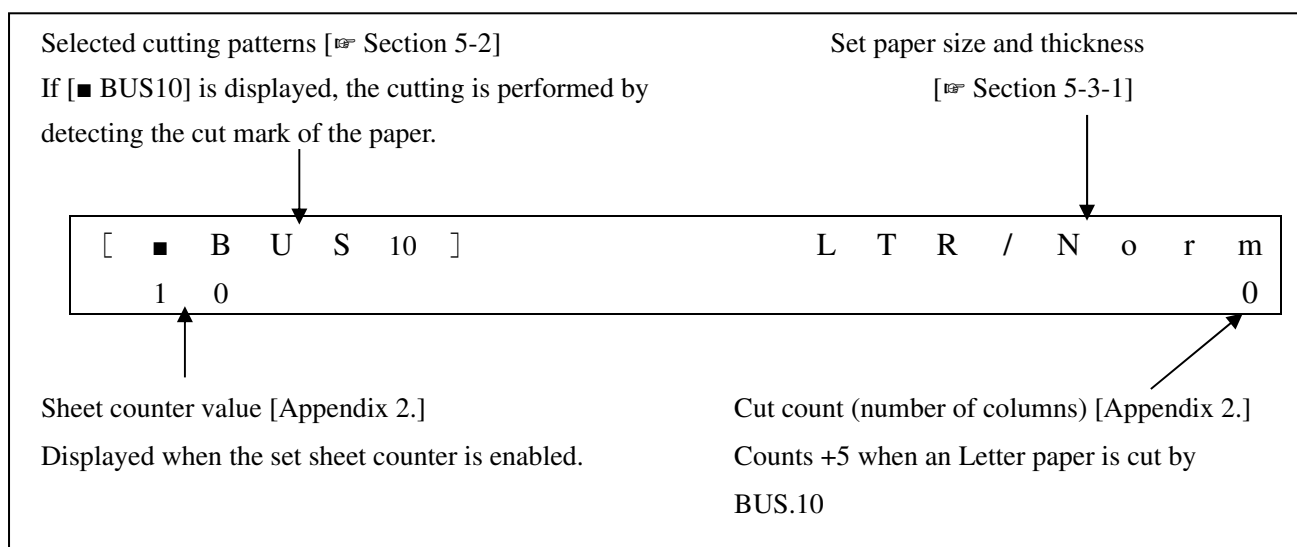 Selected cutting patterns [☞ Section 5-2]
If [■ BUS10] is displayed, the cutting is performed by
detecting the cut mark of the paper.
Set paper size and thickness
[☞ Section 5-3-1]
[ ■ B U S 10 ] L T R / N o r m
1 0 0
Sheet counter value [Appendix 2.]
Displayed when the set sheet counter is enabled.
Cut count (number of columns) [Appendix 2.]
Counts +5 when an Letter paper is cut by
BUS.10